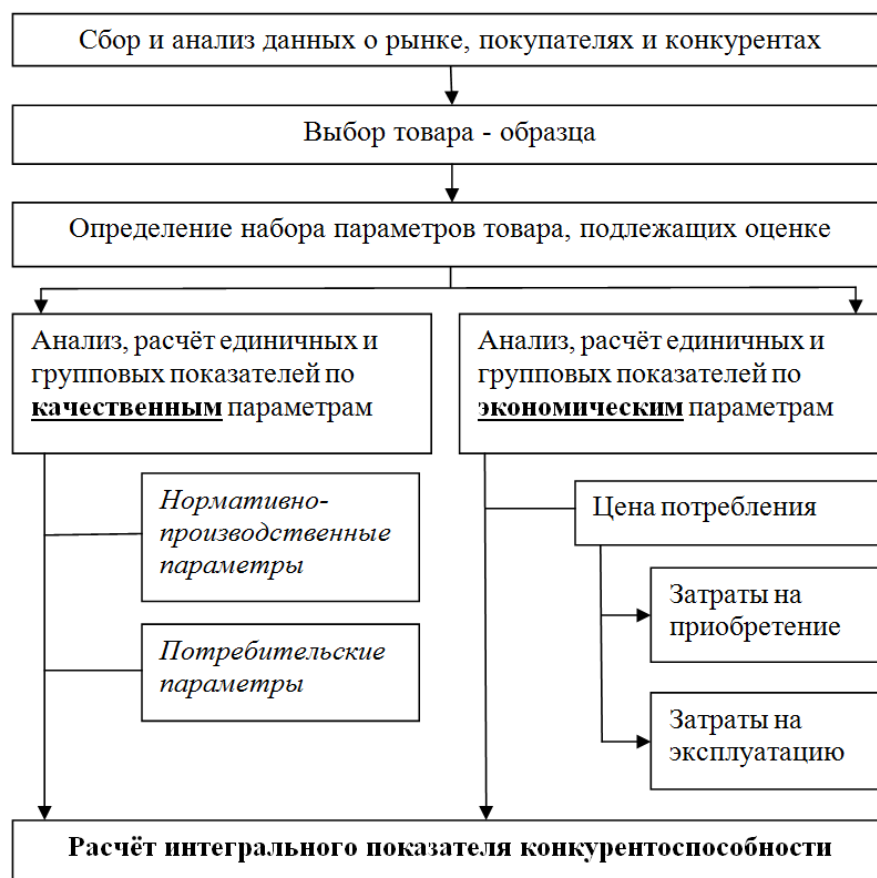 Сбор и анализ данных о рынке, покупателях и конкурентах
Выбор товара - образца
Определение набора параметров товара, подлежащих оценке
Анализ, расчёт единичных и
групповых показателей по
качественным параметрам
Анализ, расчёт единичных и
групповых показателей по
экономическим параметрам
Нормативно-
производственные
параметры
Потребительские
параметры
Цена потребления
Затраты на
приобретение
Затраты на
эксплуатацию
Расчёт интегрального показателя конкурентоспособности